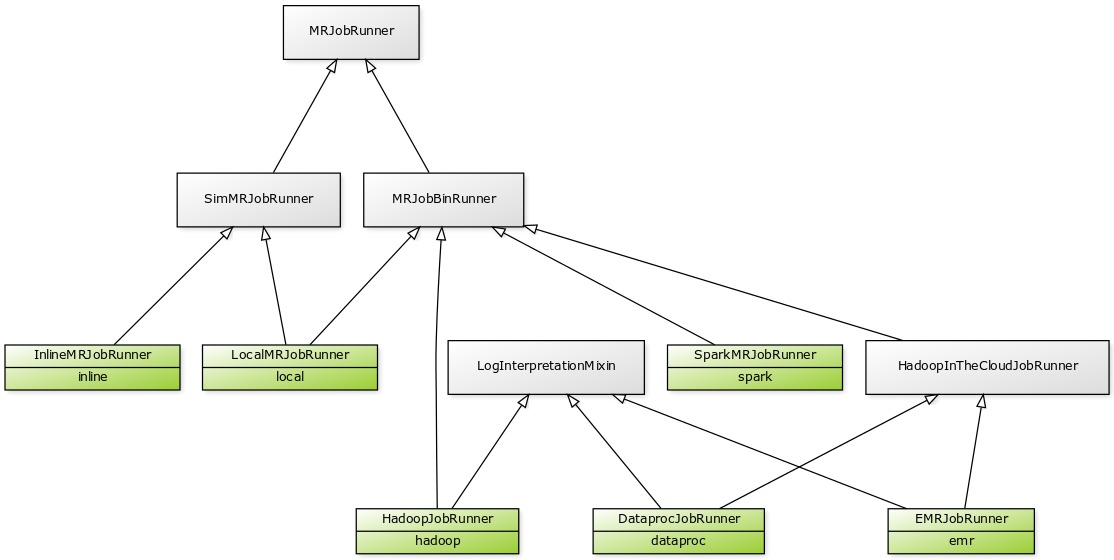 MRJobRunner
SimMRJobRunner
MRJobBinRunner
InlineMRJobRunner
inline
LocalMRJobRunner
local
LogInterpretationMixin
SparkMRJobRunner
spark
HadoopInTheCloudJobRunner
HadoopJobRunner
hadoop
DataprocJobRunner
dataproc
EMRJobRunner
emr